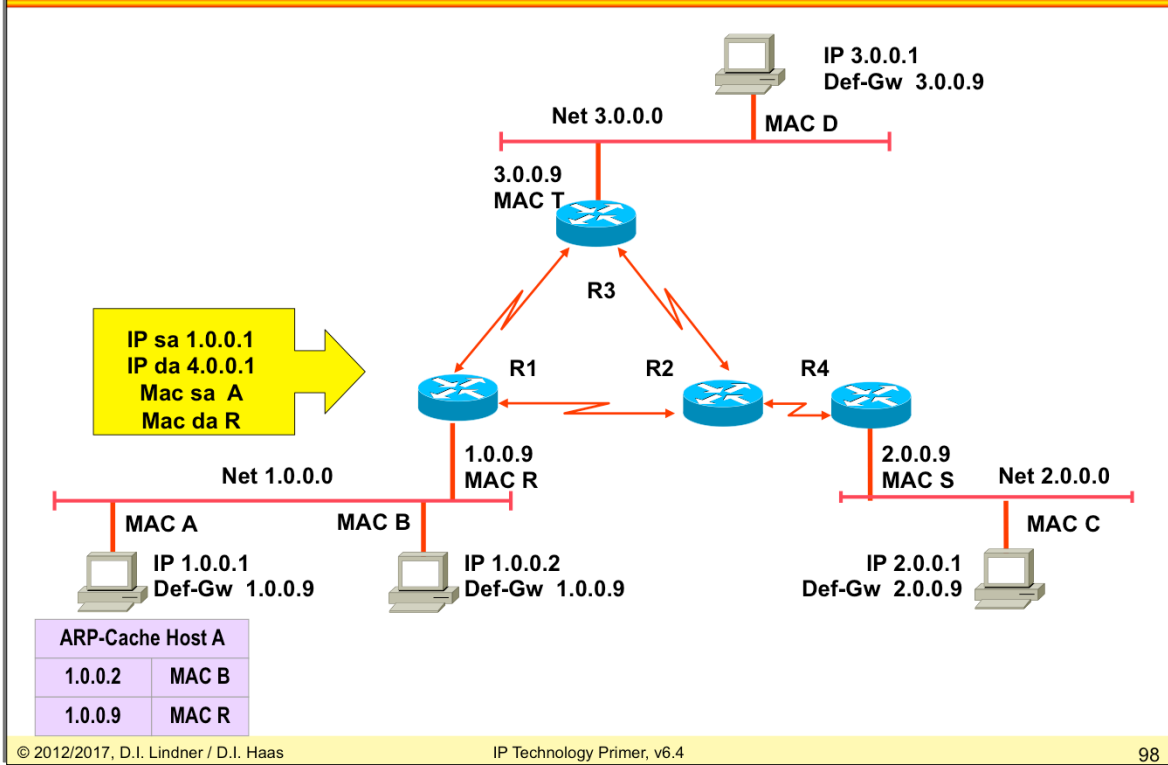 IP 3.0.0.1
Def-Gw 3.0.0.9
Net 3.0.0.0
MAC D
3.0.0.9
MAC T
R3
IP sa 1.0.0.1
IP da 4.0.0.1
Mac sa A
Mac da R
R1
R2
R4
1.0.0.9
MAC R
2.0.0.9
MAC S
Net 1.0.0.0
Net 2.0.0.0
MAC A
MAC B
MAC C
IP 1.0.0.1
Def-Gw 1.0.0.9
IP 1.0.0.2
Def-Gw 1.0.0.9
IP 2.0.0.1
Def-Gw 2.0.0.9
ARP-Cache Host A
1.0.0.2 MAC B
1.0.0.9 MAC R
© 2012/2017, D.I. Lindner / D.I. Haas
IP Technology Primer, v6.4
98